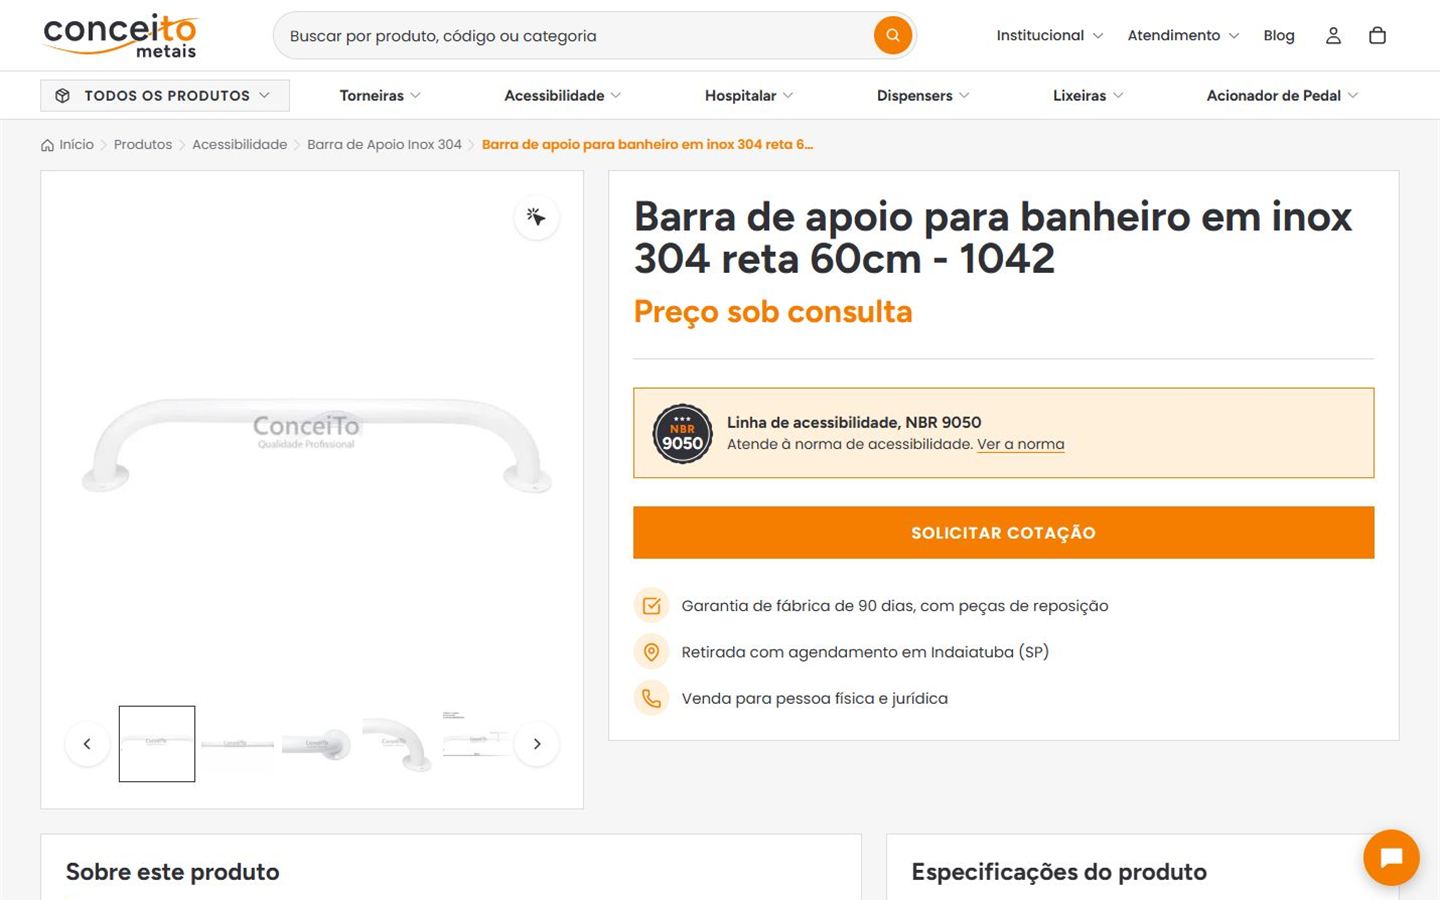 conceito
metais
Buscar por produto, código ou categoria
Institucional
Atendimento
Blog
TODOS OS PRODUTOS
Torneiras
Acessibilidade
Hospitalar
Dispensers
Lixeiras
Acionador de Pedal
Início
Produtos
Acessibilidade
Barra de Apoio Inox 304
Barra de apoio para banheiro em inox 304 reta 6...
ConceiTo
Qualidade Profissional
Barra de apoio para banheiro em inox
304 reta 60cm - 1042
Preço sob consulta
NBR
9050
Linha de acessibilidade, NBR 9050
Atende à norma de acessibilidade. Ver a norma
SOLICITAR COTAÇÃO
Garantia de fábrica de 90 dias, com peças de reposição
Retirada com agendamento em Indaiatuba (SP)
Venda para pessoa física e jurídica
ConceiTo
ConceiTo
ConceiTo
Sobre este produto
Especificações do produto